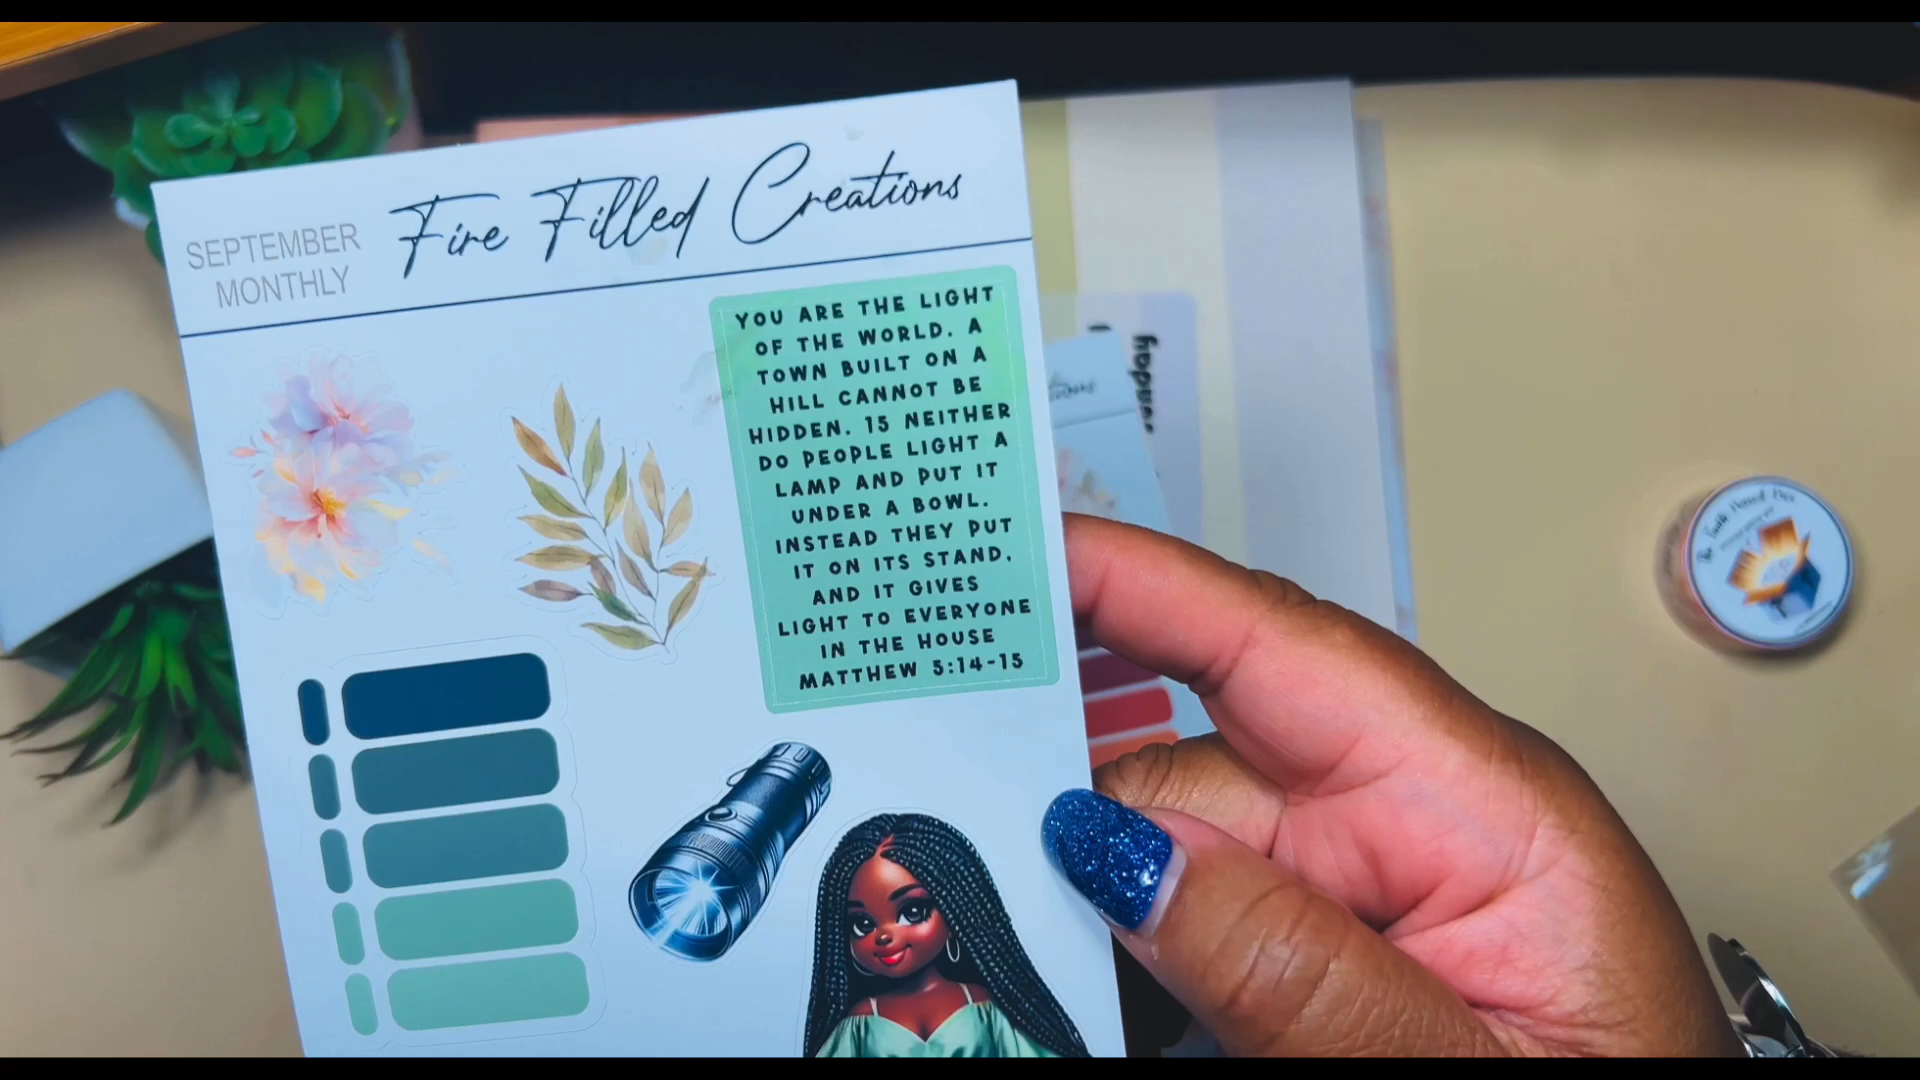 SEPTEMBER
MONTHLY
Fire Filled Creations
YOU ARE THE LIGHT
OF THE WORLD. A
TOWN BUILT ON A
HILL CANNOT BE
HIDDEN. 15 NEITHER
DO PEOPLE LIGHT A
LAMP AND PUT IT
UNDER A BOWL.
INSTEAD THEY PUT
IT ON ITS STAND,
AND IT GIVES
LIGHT TO EVERYONE
IN THE HOUSE
MATTHEW 5:14-15